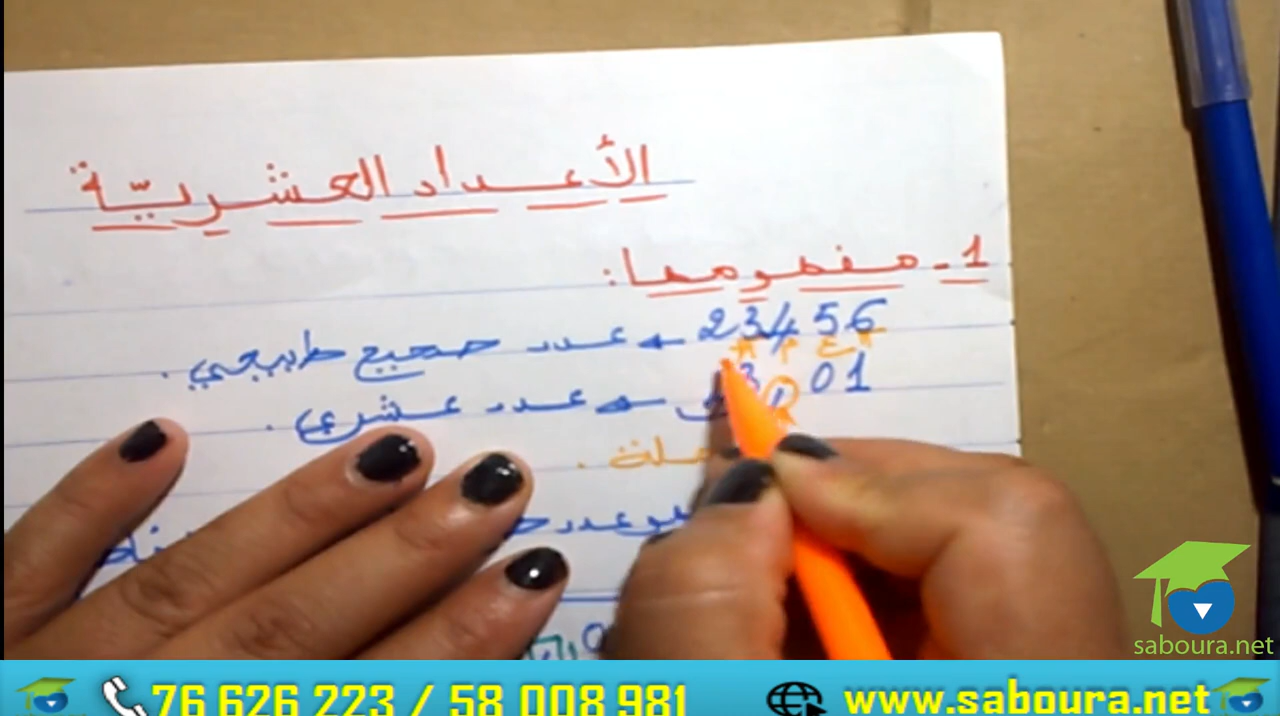 الأعداد العشريّة
1- مفهومها:
23456 ← عدد صحيح طبيعي.
3, 01 ← عدد عشري.
saboura.net
76 626 223 / 58 008 981
www.saboura.net